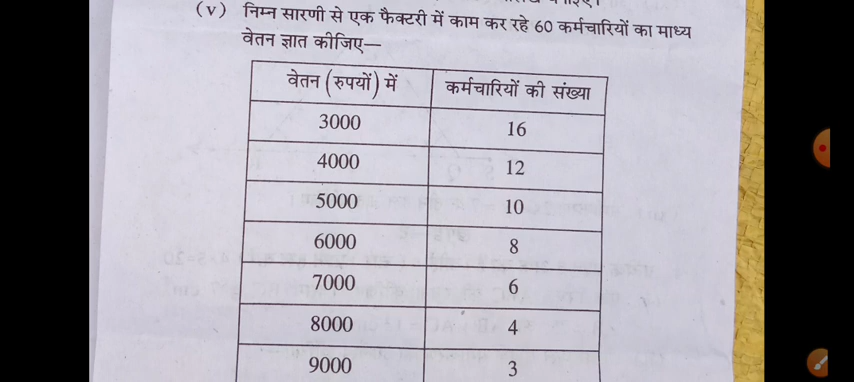 (v) निम्न सारणी से एक फैक्टरी में काम कर रहे 60 कर्मचारियों का माध्य
वेतन ज्ञात कीजिए—
वेतन (रुपयों) में कर्मचारियों की संख्या
3000 16
4000 12
5000 10
6000 8
7000 6
8000 4
9000 3